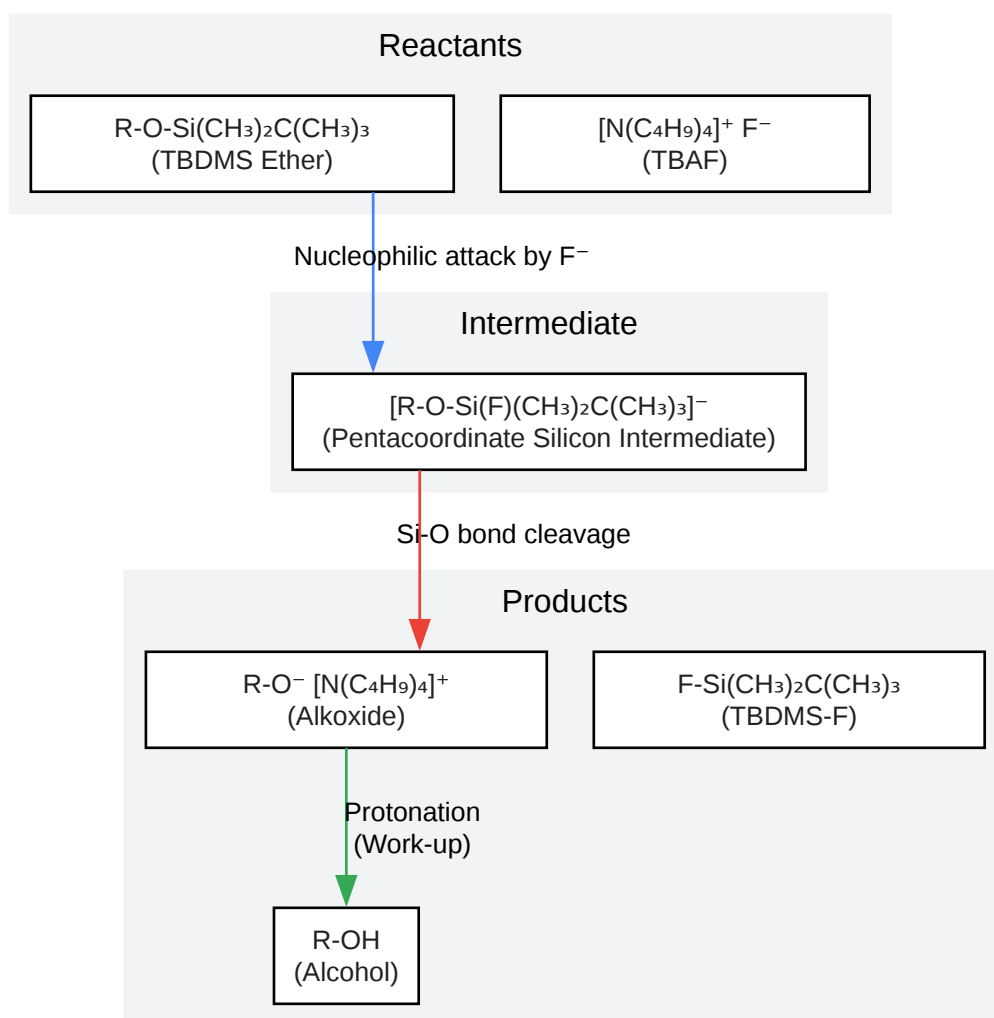 Reactants
R-O-Si(CH₃)₂C(CH₃)₃
(TBDMS Ether)
[N(C₄H₉)₄]⁺ F⁻
(TBAF)
Nucleophilic attack by F⁻
Intermediate
[R-O-Si(F)(CH₃)₂C(CH₃)₃]⁻
(Pentacoordinate Silicon Intermediate)
Si-O bond cleavage
Products
R-O⁻ [N(C₄H₉)₄]⁺
(Alkoxide)
F-Si(CH₃)₂C(CH₃)₃
(TBDMS-F)
Protonation
(Work-up)
R-OH
(Alcohol)